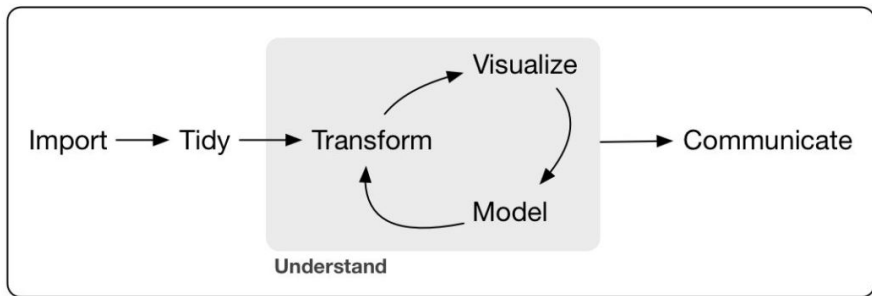 Visualize
Import
Tidy
Transform
Communicate
Model
Understand